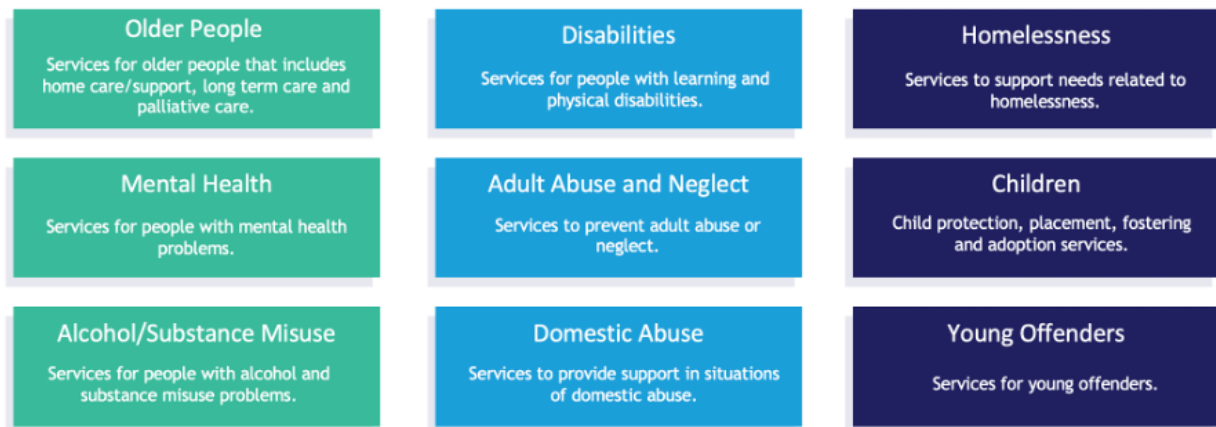 Older People
Services for older people that includes
home care/support, long term care and
palliative care.
Disabilities
Services for people with learning and
physical disabilities.
Homelessness
Services to support needs related to
homelessness.
Mental Health
Services for people with mental health
problems.
Adult Abuse and Neglect
Services to prevent adult abuse or
neglect.
Children
Child protection, placement, fostering
and adoption services.
Alcohol/Substance Misuse
Services for people with alcohol and
substance misuse problems.
Domestic Abuse
Services to provide support in situations
of domestic abuse.
Young Offenders
Services for young offenders.